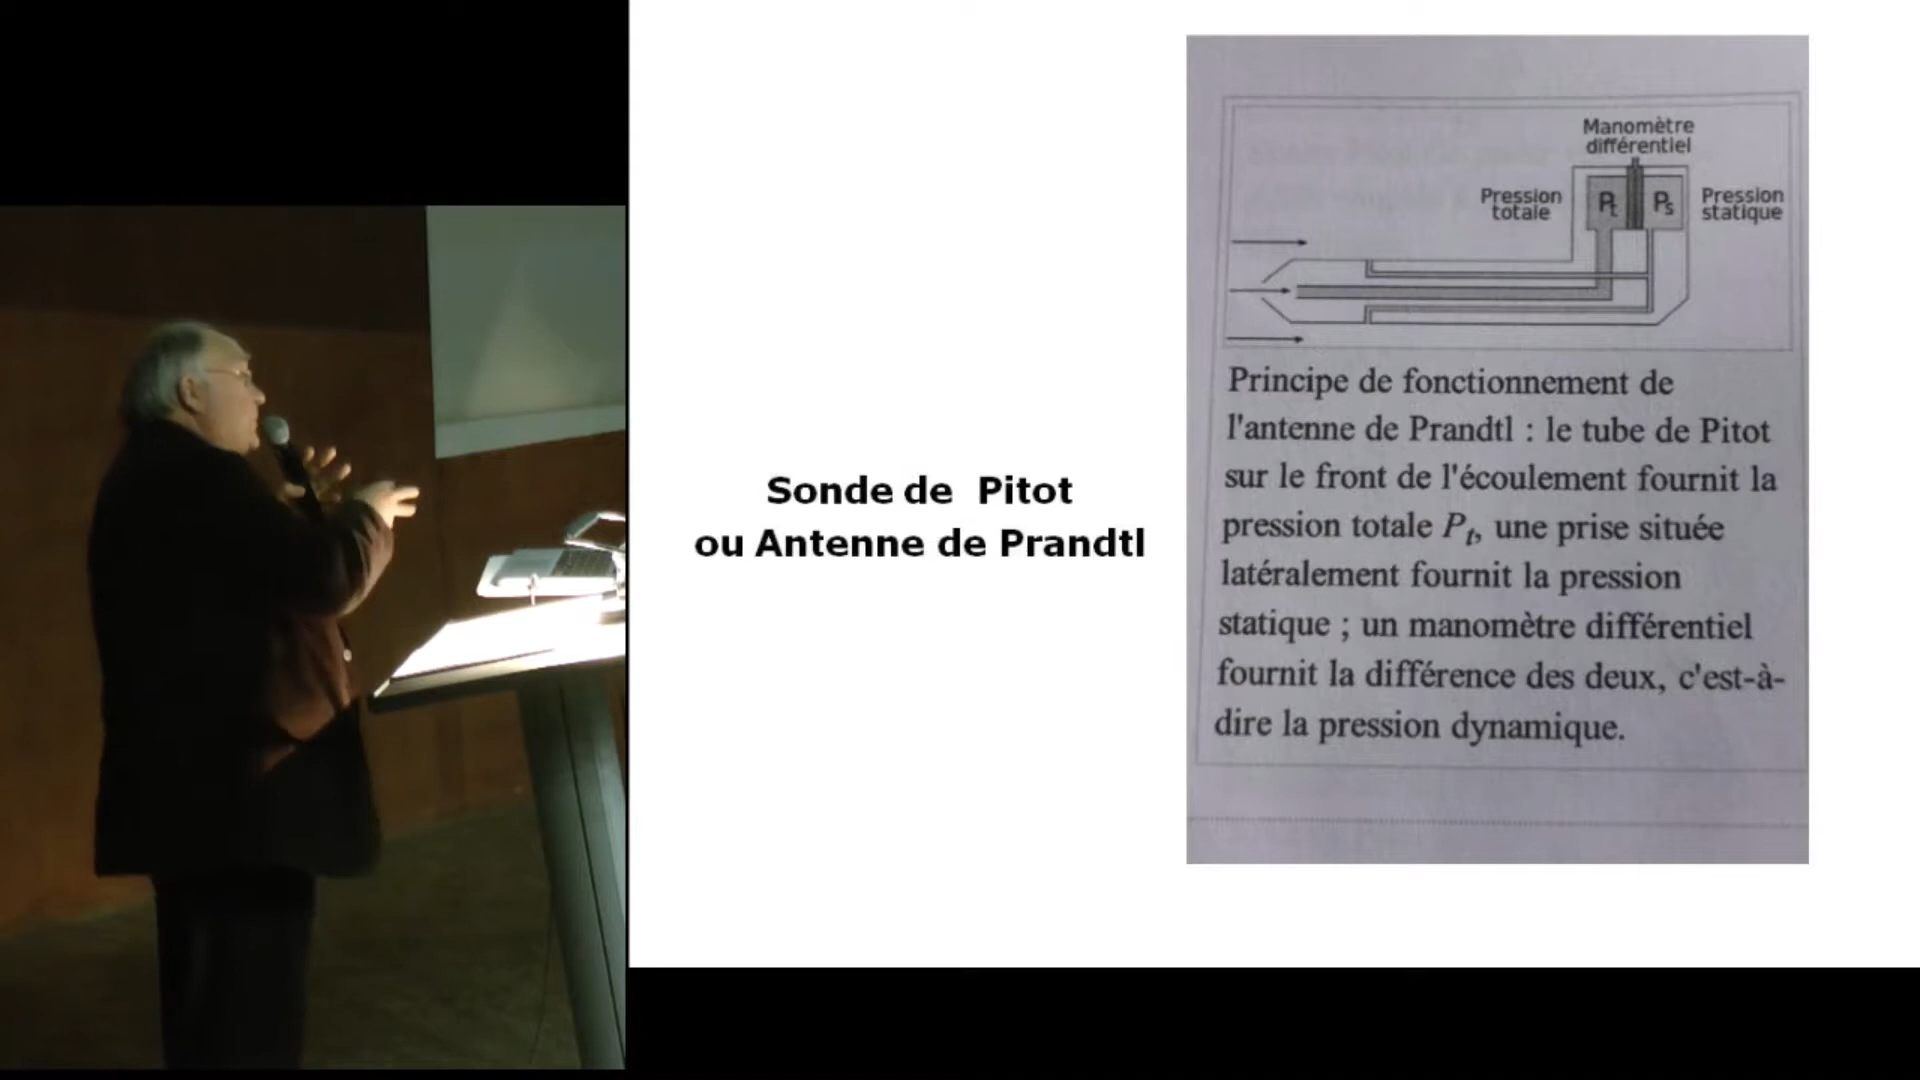 Sonde de Pitot
ou Antenne de Prandtl
Manomètre
différentiel
Pression
totale
Pt
Ps
Pression
statique
Principe de fonctionnement de
l'antenne de Prandtl : le tube de Pitot
sur le front de l'écoulement fournit la
pression totale Pt, une prise située
latéralement fournit la pression
statique ; un manomètre différentiel
fournit la différence des deux, c'est-à-
dire la pression dynamique.